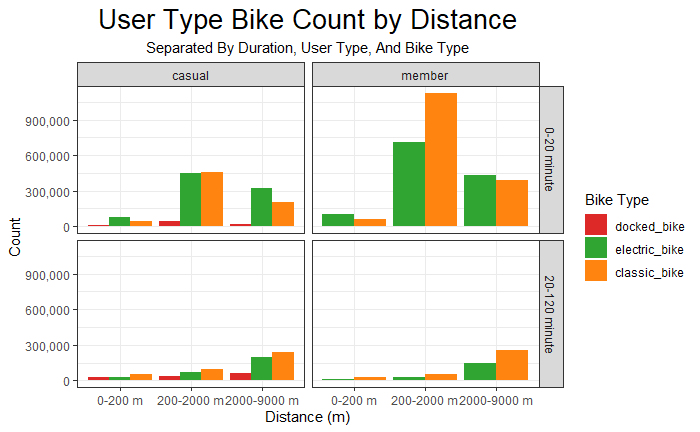 User Type Bike Count by Distance
Separated By Duration, User Type, And Bike Type
casual
member
900,000
600,000
300,000
0
0-20 minute
900,000
600,000
300,000
0
20-120 minute
Count
0-200 m
200-2000 m
2000-9000 m
0-200 m
200-2000 m
2000-9000 m
Distance (m)
Bike Type
docked_bike
electric_bike
classic_bike